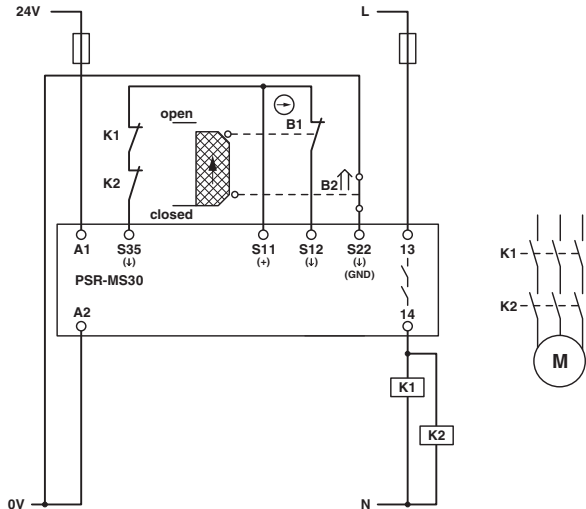 24V
L
open
K1
B1
K2
B2
closed
A1
S35
(↓)
S11
(+)
S12
(↓)
S22
(↓)
(GND)
13
PSR-MS30
A2
14
K1
K2
M
K1
K2
0V
N